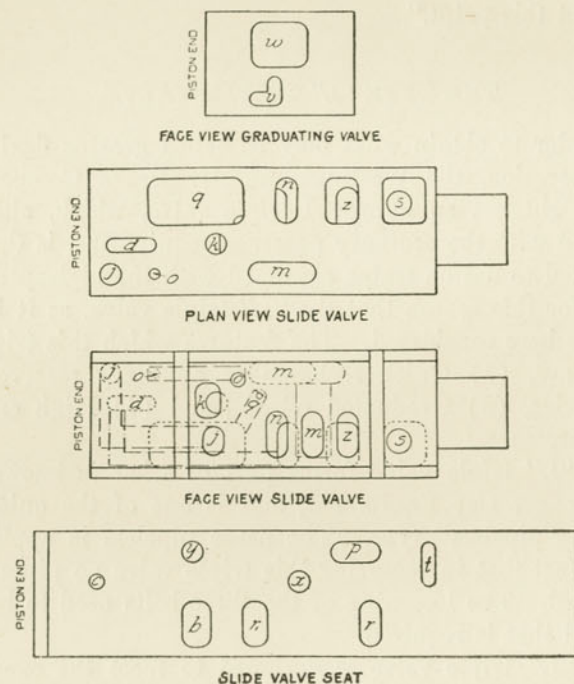 PISTON END
w
v
FACE VIEW GRADUATING VALVE
PISTON END
q n z s
d k
j o m
PLAN VIEW SLIDE VALVE
PISTON END
j o o m
d k
j n m z s
FACE VIEW SLIDE VALVE
PISTON END
y p t
c x
b n r
SLIDE VALVE SEAT